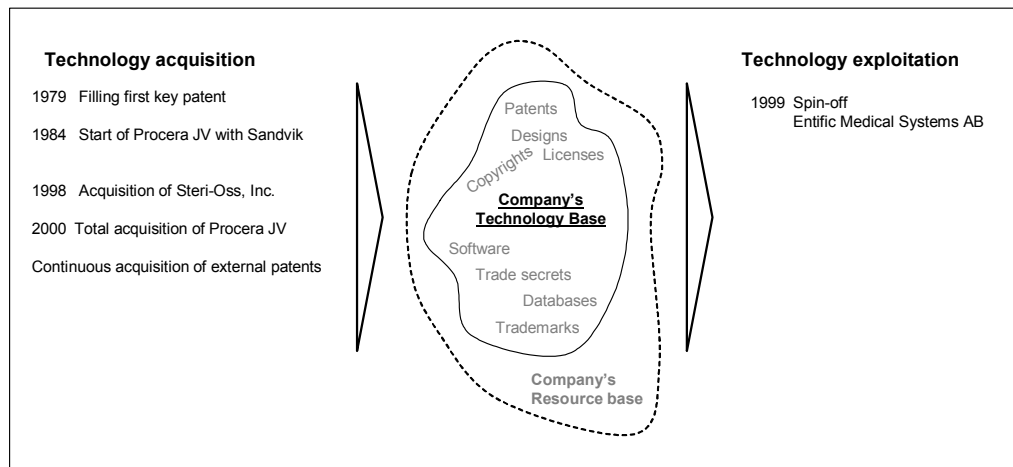 Technology acquisition
1979 Filling first key patent
1984 Start of Procera JV with Sandvik
1998 Acquisition of Steri-Oss, Inc.
2000 Total acquisition of Procera JV
Continuous acquisition of external patents
Patents
Designs
Licenses
Copyrights
Company's
Technology Base
Software
Trade secrets
Databases
Trademarks
Company's
Resource base
Technology exploitation
1999 Spin-off
Entific Medical Systems AB